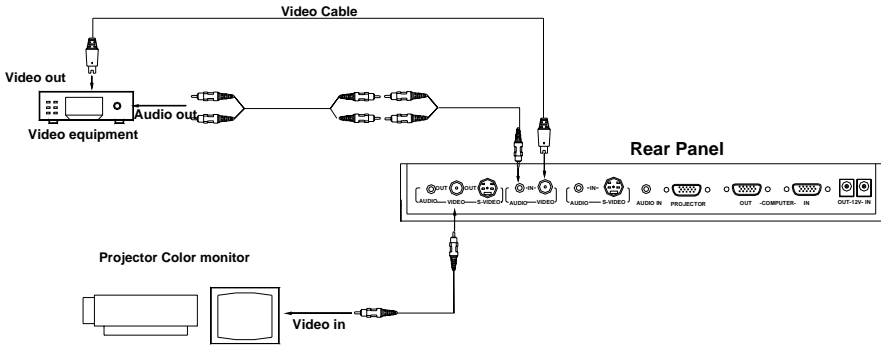 Video Cable
Video out
Audio out
Video equipment
Rear Panel
OUT OUT -IN- -IN-
AUDIO VIDEO S-VIDEO AUDIO VIDEO AUDIO S-VIDEO AUDIO IN PROJECTOR OUT -COMPUTER- IN OUT-12V- IN
Projector Color monitor
Video in